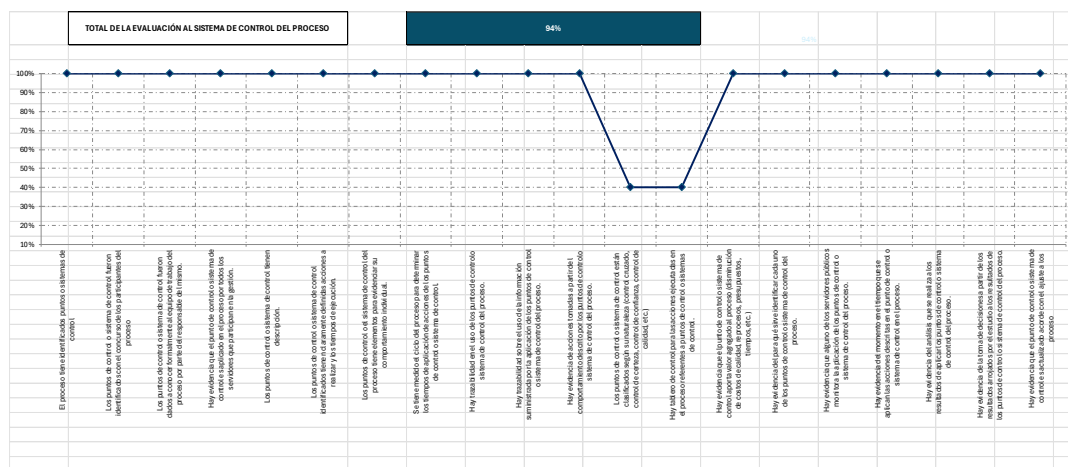 TOTAL DE LA EVALUACIÓN AL SISTEMA DE CONTROL DEL PROCESO
94%
94%
100%
90%
80%
70%
60%
50%
40%
30%
20%
10%
El proceso tiene identificados puntos o sistemas de
control
Los puntos de control o sistema de control fueron
identificados con el concurso de los participantes del
proceso
Los puntos de control o sistema de control fueron
dados a conocer formalmente al equipo de trabajo del
proceso por parte del responsable del mismo.
Hay evidencia que el punto de control o sistema de
control es aplicado en el proceso por todos los
servidores que participan en la gestión.
Los puntos de control o sistema de control tienen
descripción.
Los puntos de control o sistema de control
identificados tienen claramente definidas acciones a
realizar y los tiempos de ejecución.
Los puntos de control o el sistema de control del
proceso tiene elementos para evidenciar su
comportamiento individual.
Se tiene medido el ciclo del proceso para determinar
los tiempos de aplicación de acciones de los puntos
de control o sistema de control.
Hay trazabilidad en el uso de los puntos de control o
sistema de control del proceso.
Hay trazabilidad sobre el uso de la información
suministrada por la aplicación de los puntos de control
o sistema de control del proceso.
Hay evidencia de acciones tomadas a partir del
comportamiento descrito por los puntos de control o
sistema de control del proceso.
Los puntos de control o sistema de control están
clasificados según su naturaleza (control cruzado,
control de certeza, control de confianza, control de
calidad, etc.)
Hay tablero de control para las acciones ejecutadas en
el proceso referentes a puntos de control o sistemas
de control.
Hay evidencia que el punto de control o sistema de
control aporta valor agregado al proceso (disminución
de costos de calidad, reprocesos, presupuestos,
tiempos, etc.)
Hay evidencia del para qué sirve identificar cada uno
de los puntos de control o sistema de control del
proceso.
Hay evidencia que algunos de los servidores públicos
monitorea la aplicación de los puntos de control o
sistema de control del proceso.
Hay evidencia del momento en el tiempo en que se
aplican las acciones descritas en el punto de control o
sistema de control en el proceso.
Hay evidencia del análisis que se realiza a los
resultados de aplicar los puntos de control o sistema
de control del proceso.
Hay evidencia de la toma de decisiones a partir de los
resultados arrojados por el estudio a los resultados de
los puntos de control o sistema de control del proceso.
Hay evidencia que el punto de control o sistema de
control es actualizado acorde con el ajuste a los
proceso